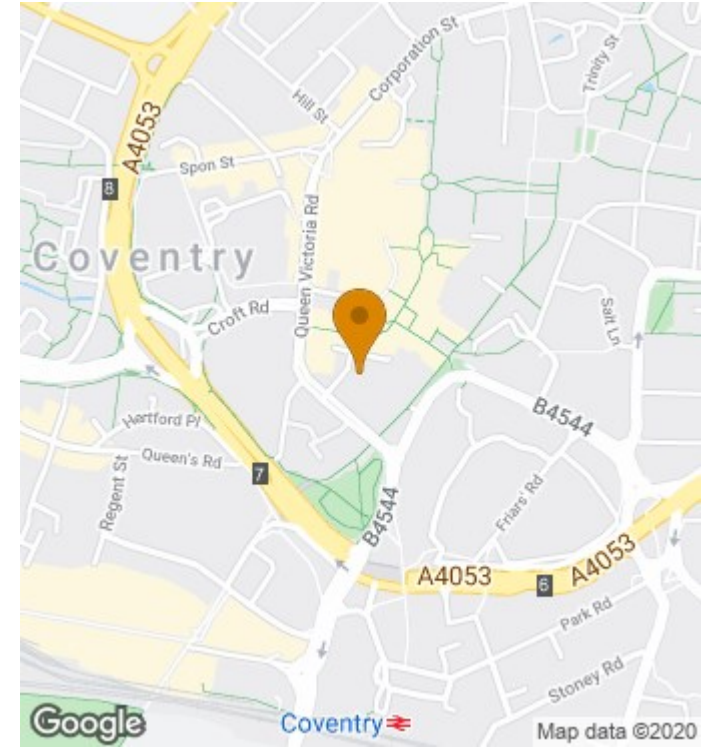 Corporation St
Trinity St
Hill St
A4053
Spon St
8
Queen Victoria Rd
Coventry
Croft Rd
Salt Ln
B4544
Hertford Pl
Queen's Rd
Regent St
7
Friars' Rd
B4544
A4053
6
A4053
Park Rd
Stoney Rd
Coventry
Google
Map data ©2020